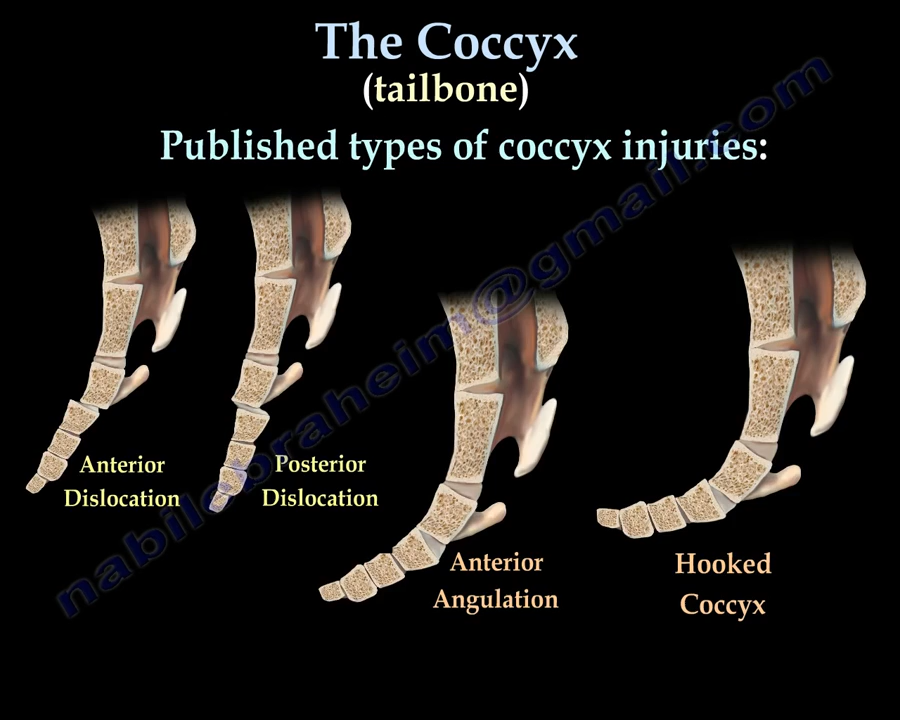 The Coccyx
(tailbone)
Published types of coccyx injuries:
Anterior
Dislocation
Posterior
Dislocation
Anterior
Angulation
Hooked
Coccyx
nabilebraheim@gmail.com